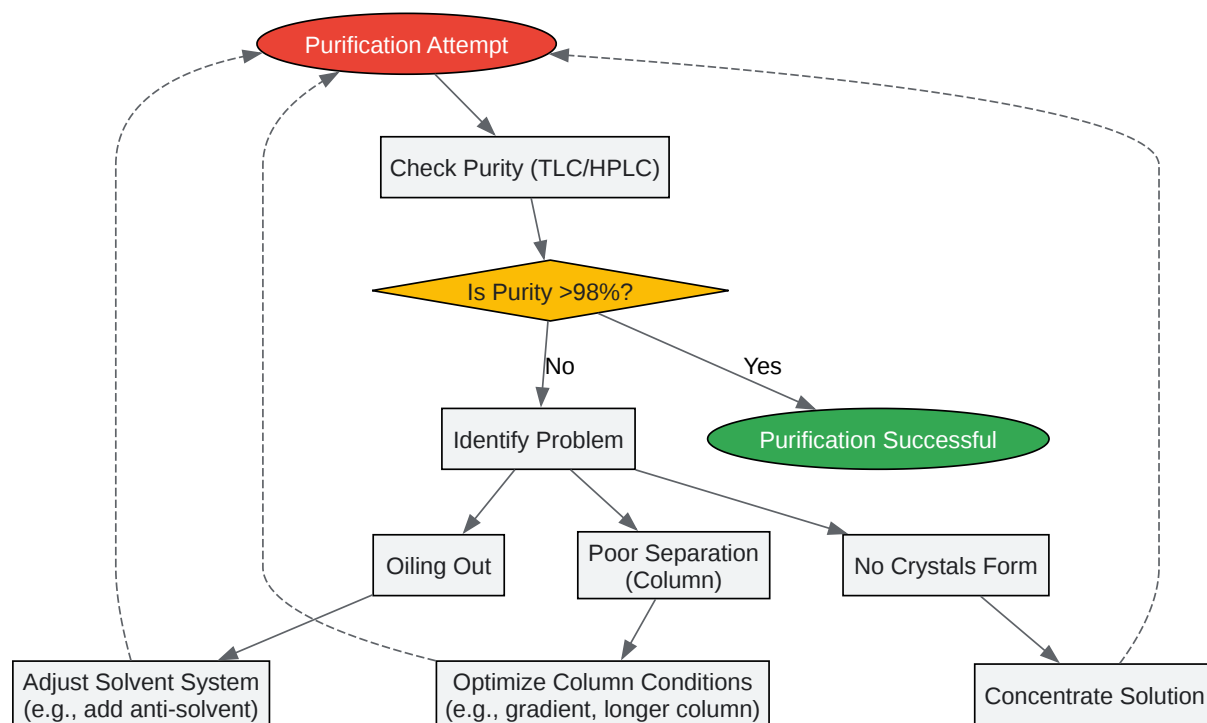 Purification Attempt
Check Purity (TLC/HPLC)
Is Purity >98%?
No
Yes
Identify Problem
Purification Successful
Oiling Out
Poor Separation
(Column)
No Crystals Form
Adjust Solvent System
(e.g., add anti-solvent)
Optimize Column Conditions
(e.g., gradient, longer column)
Concentrate Solution